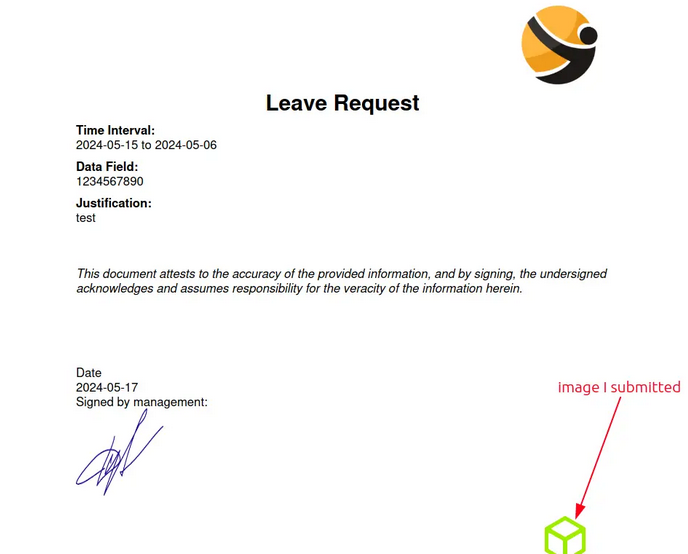 Leave Request
Time Interval:
2024-05-15 to 2024-05-06
Data Field:
1234567890
Justification:
test
This document attests to the accuracy of the provided information, and by signing, the undersigned
acknowledges and assumes responsibility for the veracity of the information herein.
Date
2024-05-17
image I submitted
Signed by management: